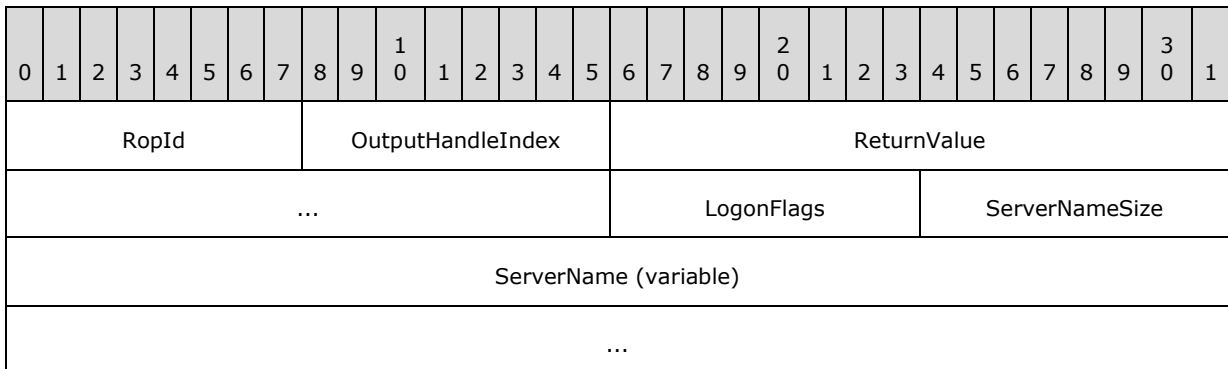 0 1 2 3 4 5 6 7 8 9 1 0 1 2 3 4 5 6 7 8 9 2 0 1 2 3 4 5 6 7 8 9 3 0 1
RopId OutputHandleIndex ReturnValue
... LogonFlags ServerNameSize
ServerName (variable)
...